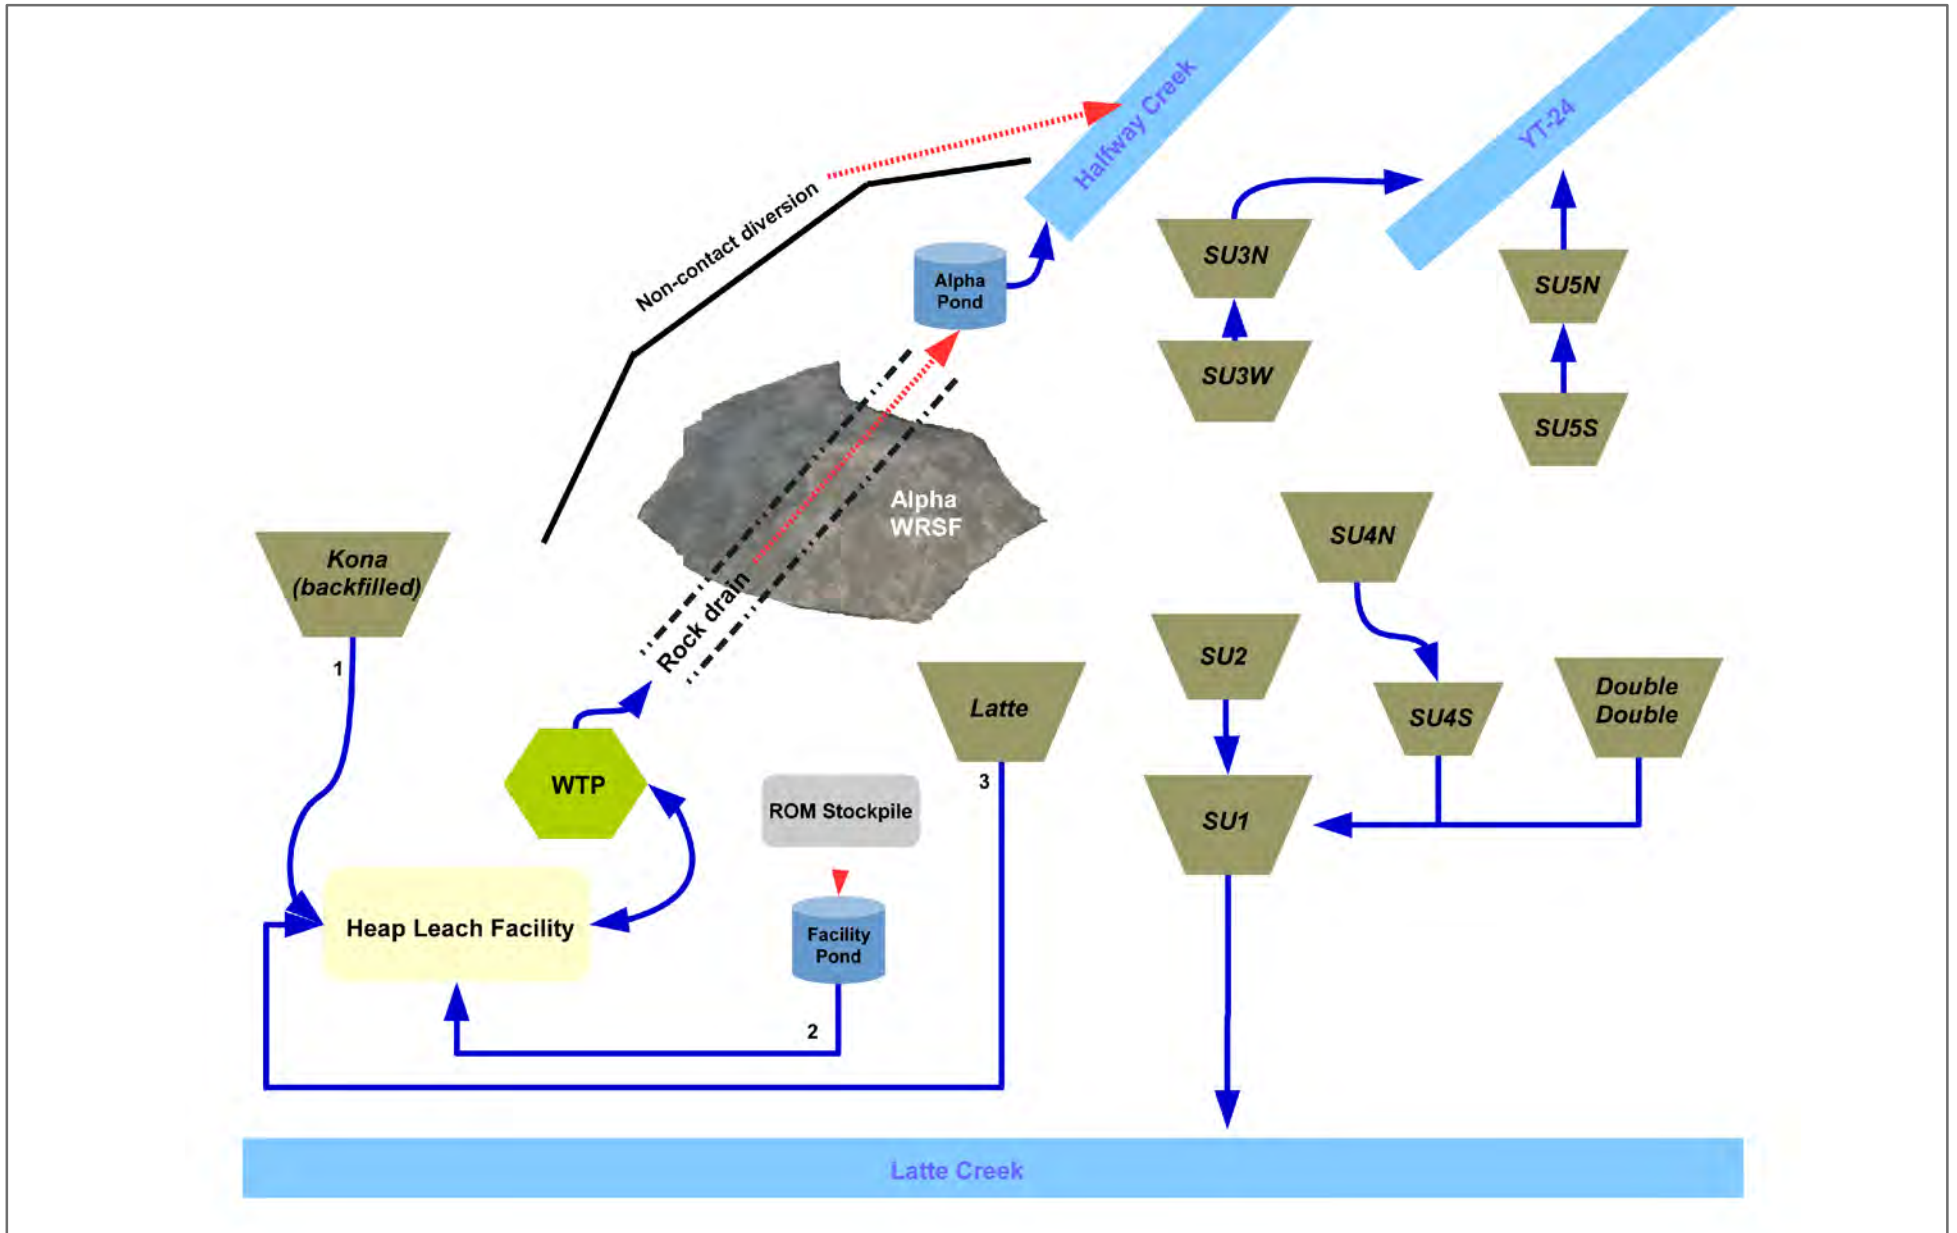 Halfway Creek
YT-24
Non-contact diversion
Alpha
Pond
SU3N
SU5N
SU3W
SU5S
Alpha
WRSF
SU4N
Kona
(backfilled)
Rock drain
1
SU2
Latte
SU4S
Double
Double
WTP
3
ROM Stockpile
SU1
Heap Leach Facility
Facility
Pond
2
Latte Creek